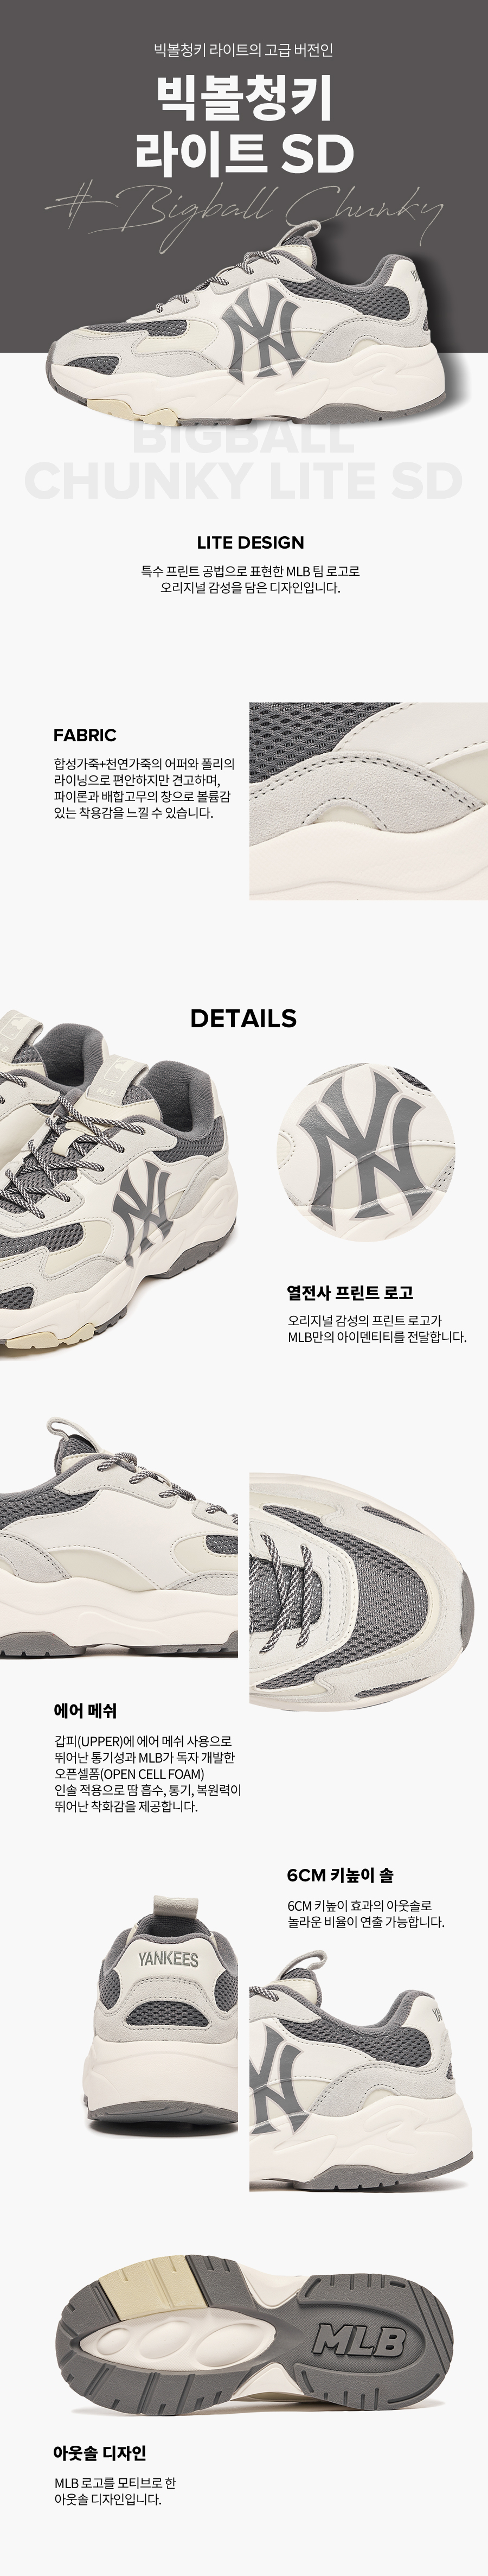 빅볼청키 라이트의 고급 버전인
빅볼청키
라이트 SD
# Bigball Chunky
BIGBALL
CHUNKY LITE SD
LITE DESIGN
특수 프린트 공법으로 표현한 MLB 팀 로고로
오리지널 감성을 담은 디자인입니다.
FABRIC
합성가죽+천연가죽의 어퍼와 폴리의
라이닝으로 편안하지만 견고하며,
파이론과 배합고무의 창으로 볼륨감
있는 착용감을 느낄 수 있습니다.
DETAILS
MLB
NY
열전사 프린트 로고
오리지널 감성의 프린트 로고가
MLB만의 아이덴티티를 전달합니다.
에어 메쉬
갑피(UPPER)에 에어 메쉬 사용으로
뛰어난 통기성과 MLB가 독자 개발한
오픈셀폼(OPEN CELL FOAM)
인솔 적용으로 땀 흡수, 통기, 복원력이
뛰어난 착화감을 제공합니다.
6CM 키높이 솔
6CM 키높이 효과의 아웃솔로
놀라운 비율이 연출 가능합니다.
YANKEES
MLB
아웃솔 디자인
MLB 로고를 모티브로 한
아웃솔 디자인입니다.